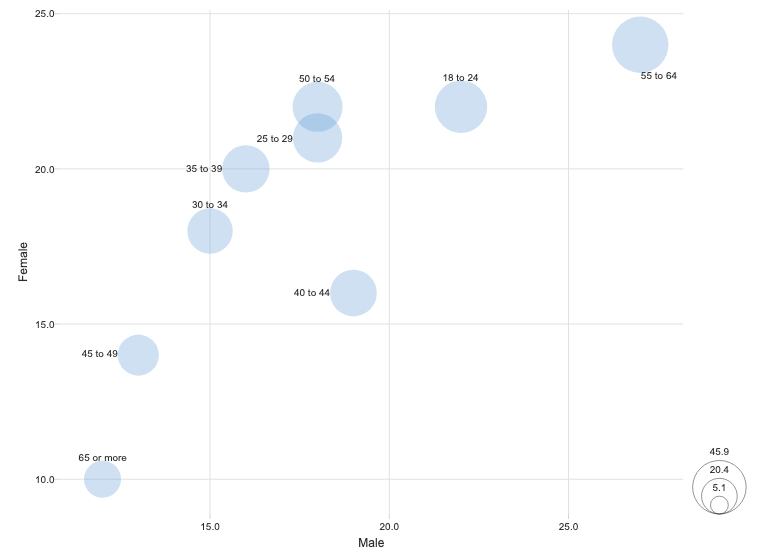 25.0
50 to 54
18 to 24
55 to 64
25 to 29
20.0
35 to 39
30 to 34
Female
40 to 44
15.0
45 to 49
65 or more
10.0
45.9
20.4
5.1
15.0
20.0
25.0
Male